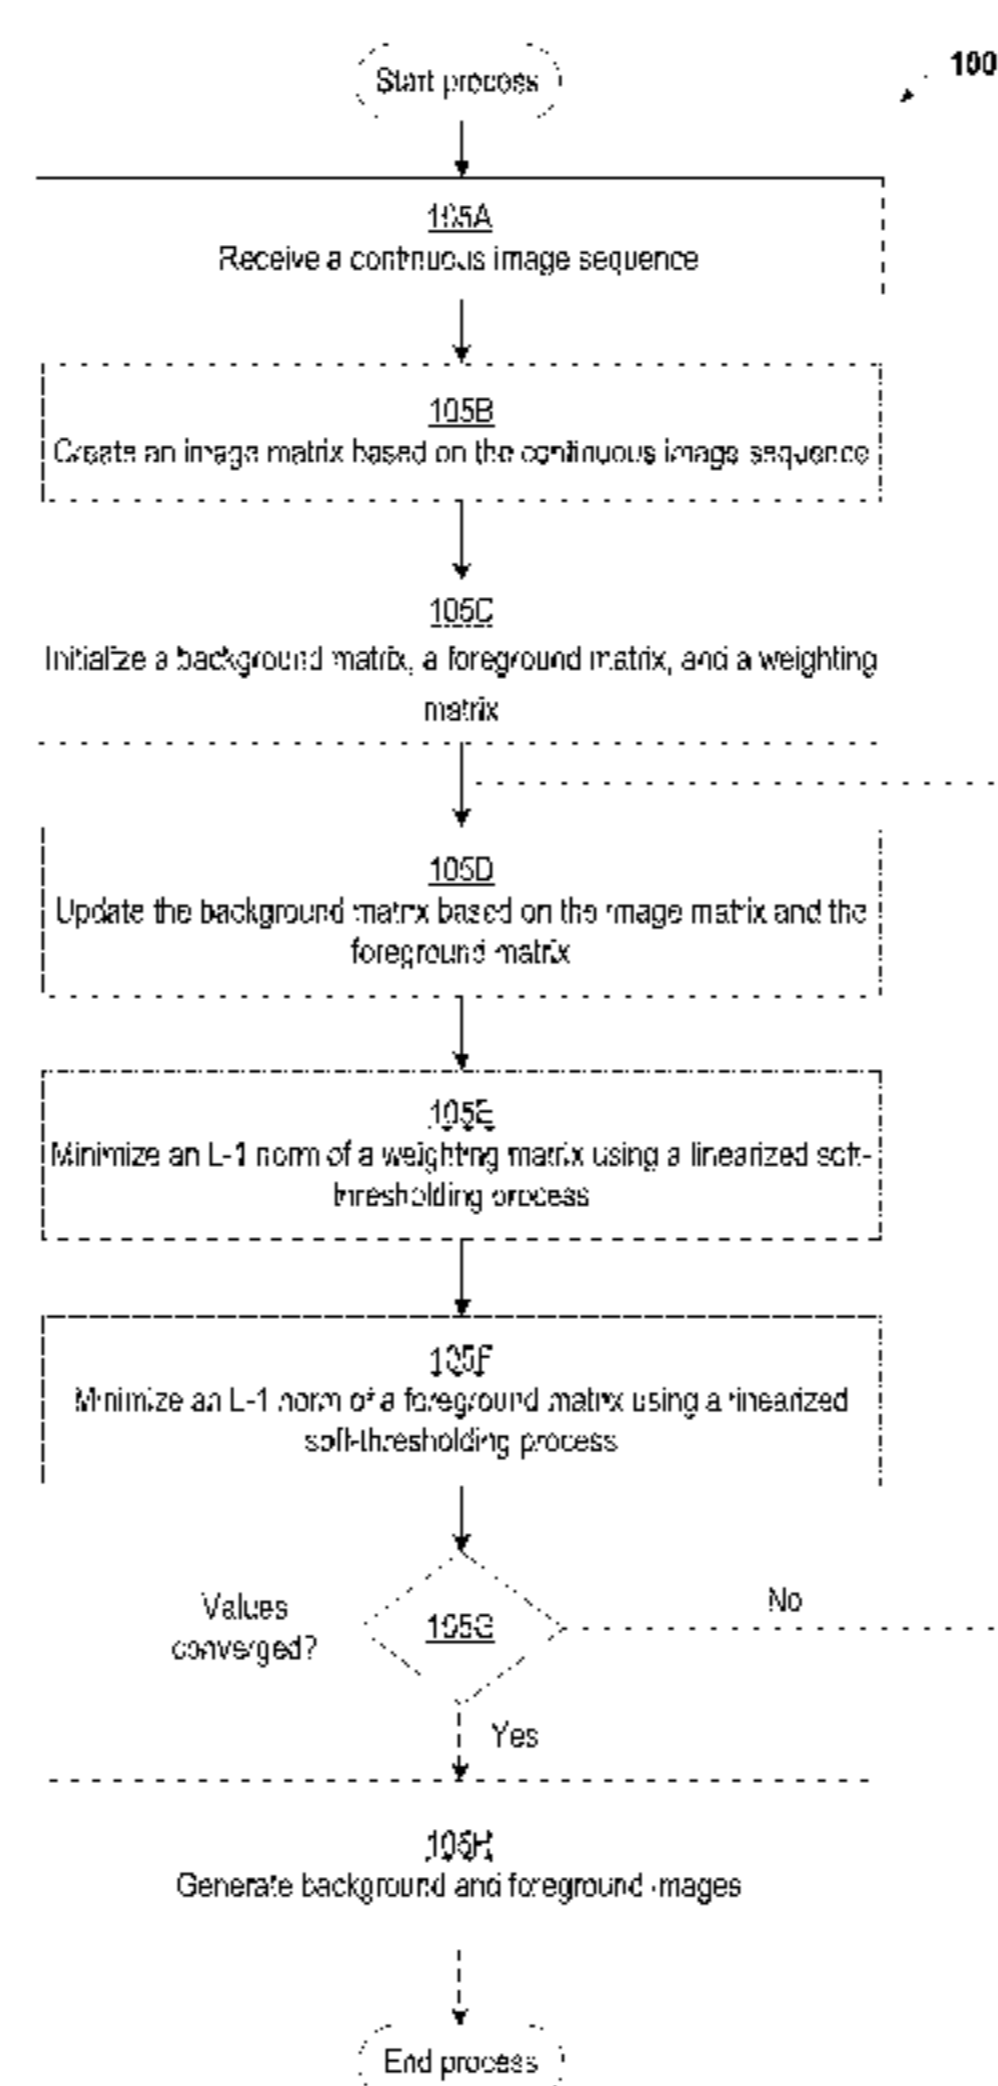 Start process
100
105A
Receive a continuous image sequence
105B
Create an image matrix based on the continuous image sequence
105C
Initialize a background matrix, a foreground matrix, and a weighting
matrix
105D
Update the background matrix based on the image matrix and the
foreground matrix
105E
Minimize an L-1 norm of a weighting matrix using a linearized soft-
thresholding process
105F
Minimize an L-1 norm of a foreground matrix using a linearized
soft-thresholding process
Values
converged?
105G
No
Yes
105H
Generate background and foreground images
End process